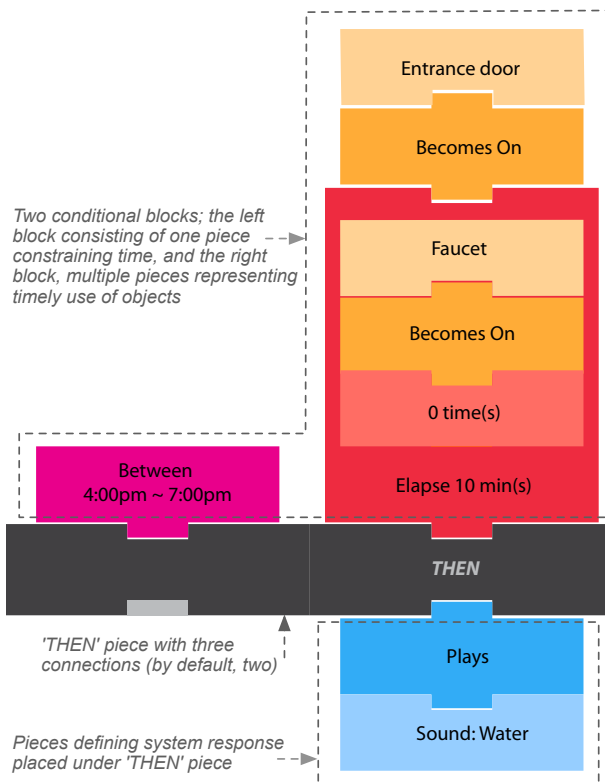 Entrance door
Becomes On
Two conditional blocks; the left
block consisting of one piece
constraining time, and the right
block, multiple pieces representing
timely use of objects
Faucet
Becomes On
0 time(s)
Elapse 10 min(s)
Between
4:00pm ~ 7:00pm
THEN
'THEN' piece with three
connections (by default, two)
Plays
Sound: Water
Pieces defining system response
placed under 'THEN' piece